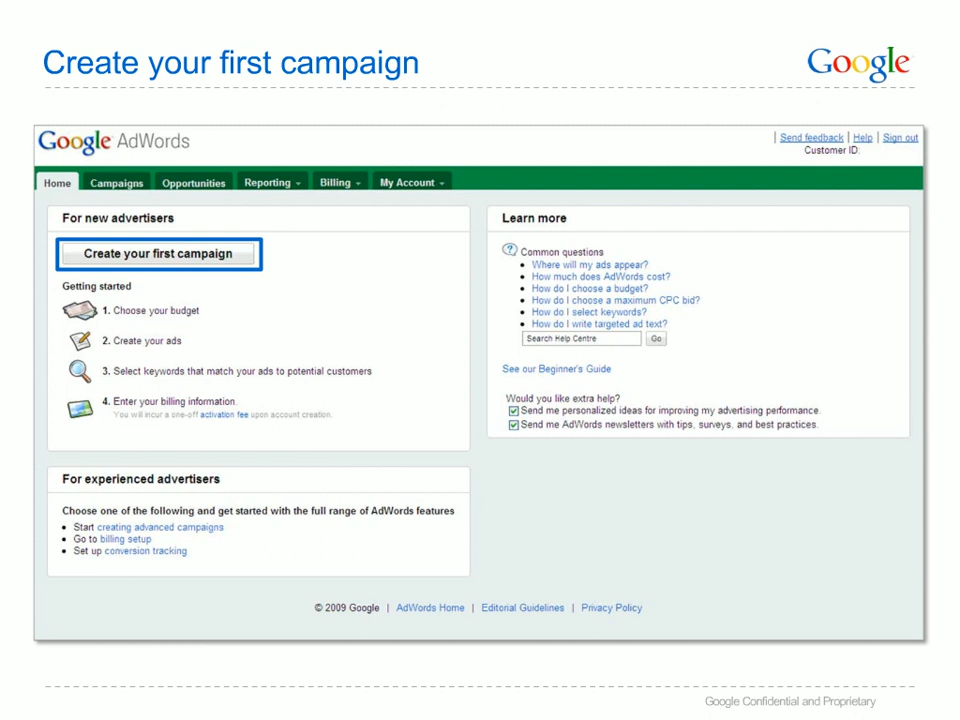 Create your first campaign
Google
Google AdWords
| Send feedback | Help | Sign out
Customer ID:
Home Campaigns Opportunities Reporting Billing My Account
For new advertisers
Create your first campaign
Getting started
1. Choose your budget
2. Create your ads
3. Select keywords that match your ads to potential customers
4. Enter your billing information.
You will incur a one-off activation fee upon account creation.
For experienced advertisers
Choose one of the following and get started with the full range of AdWords features
• Start creating advanced campaigns
• Go to billing setup
• Set up conversion tracking
Learn more
? Common questions
• Where will my ads appear?
• How much does AdWords cost?
• How do I choose a budget?
• How do I choose a maximum CPC bid?
• How do I select keywords?
• How do I write targeted ad text?
Search Help Centre Go
See our Beginner's Guide
Would you like extra help?
Send me personalized ideas for improving my advertising performance.
Send me AdWords newsletters with tips, surveys, and best practices.
© 2009 Google | AdWords Home | Editorial Guidelines | Privacy Policy
Google Confidential and Proprietary